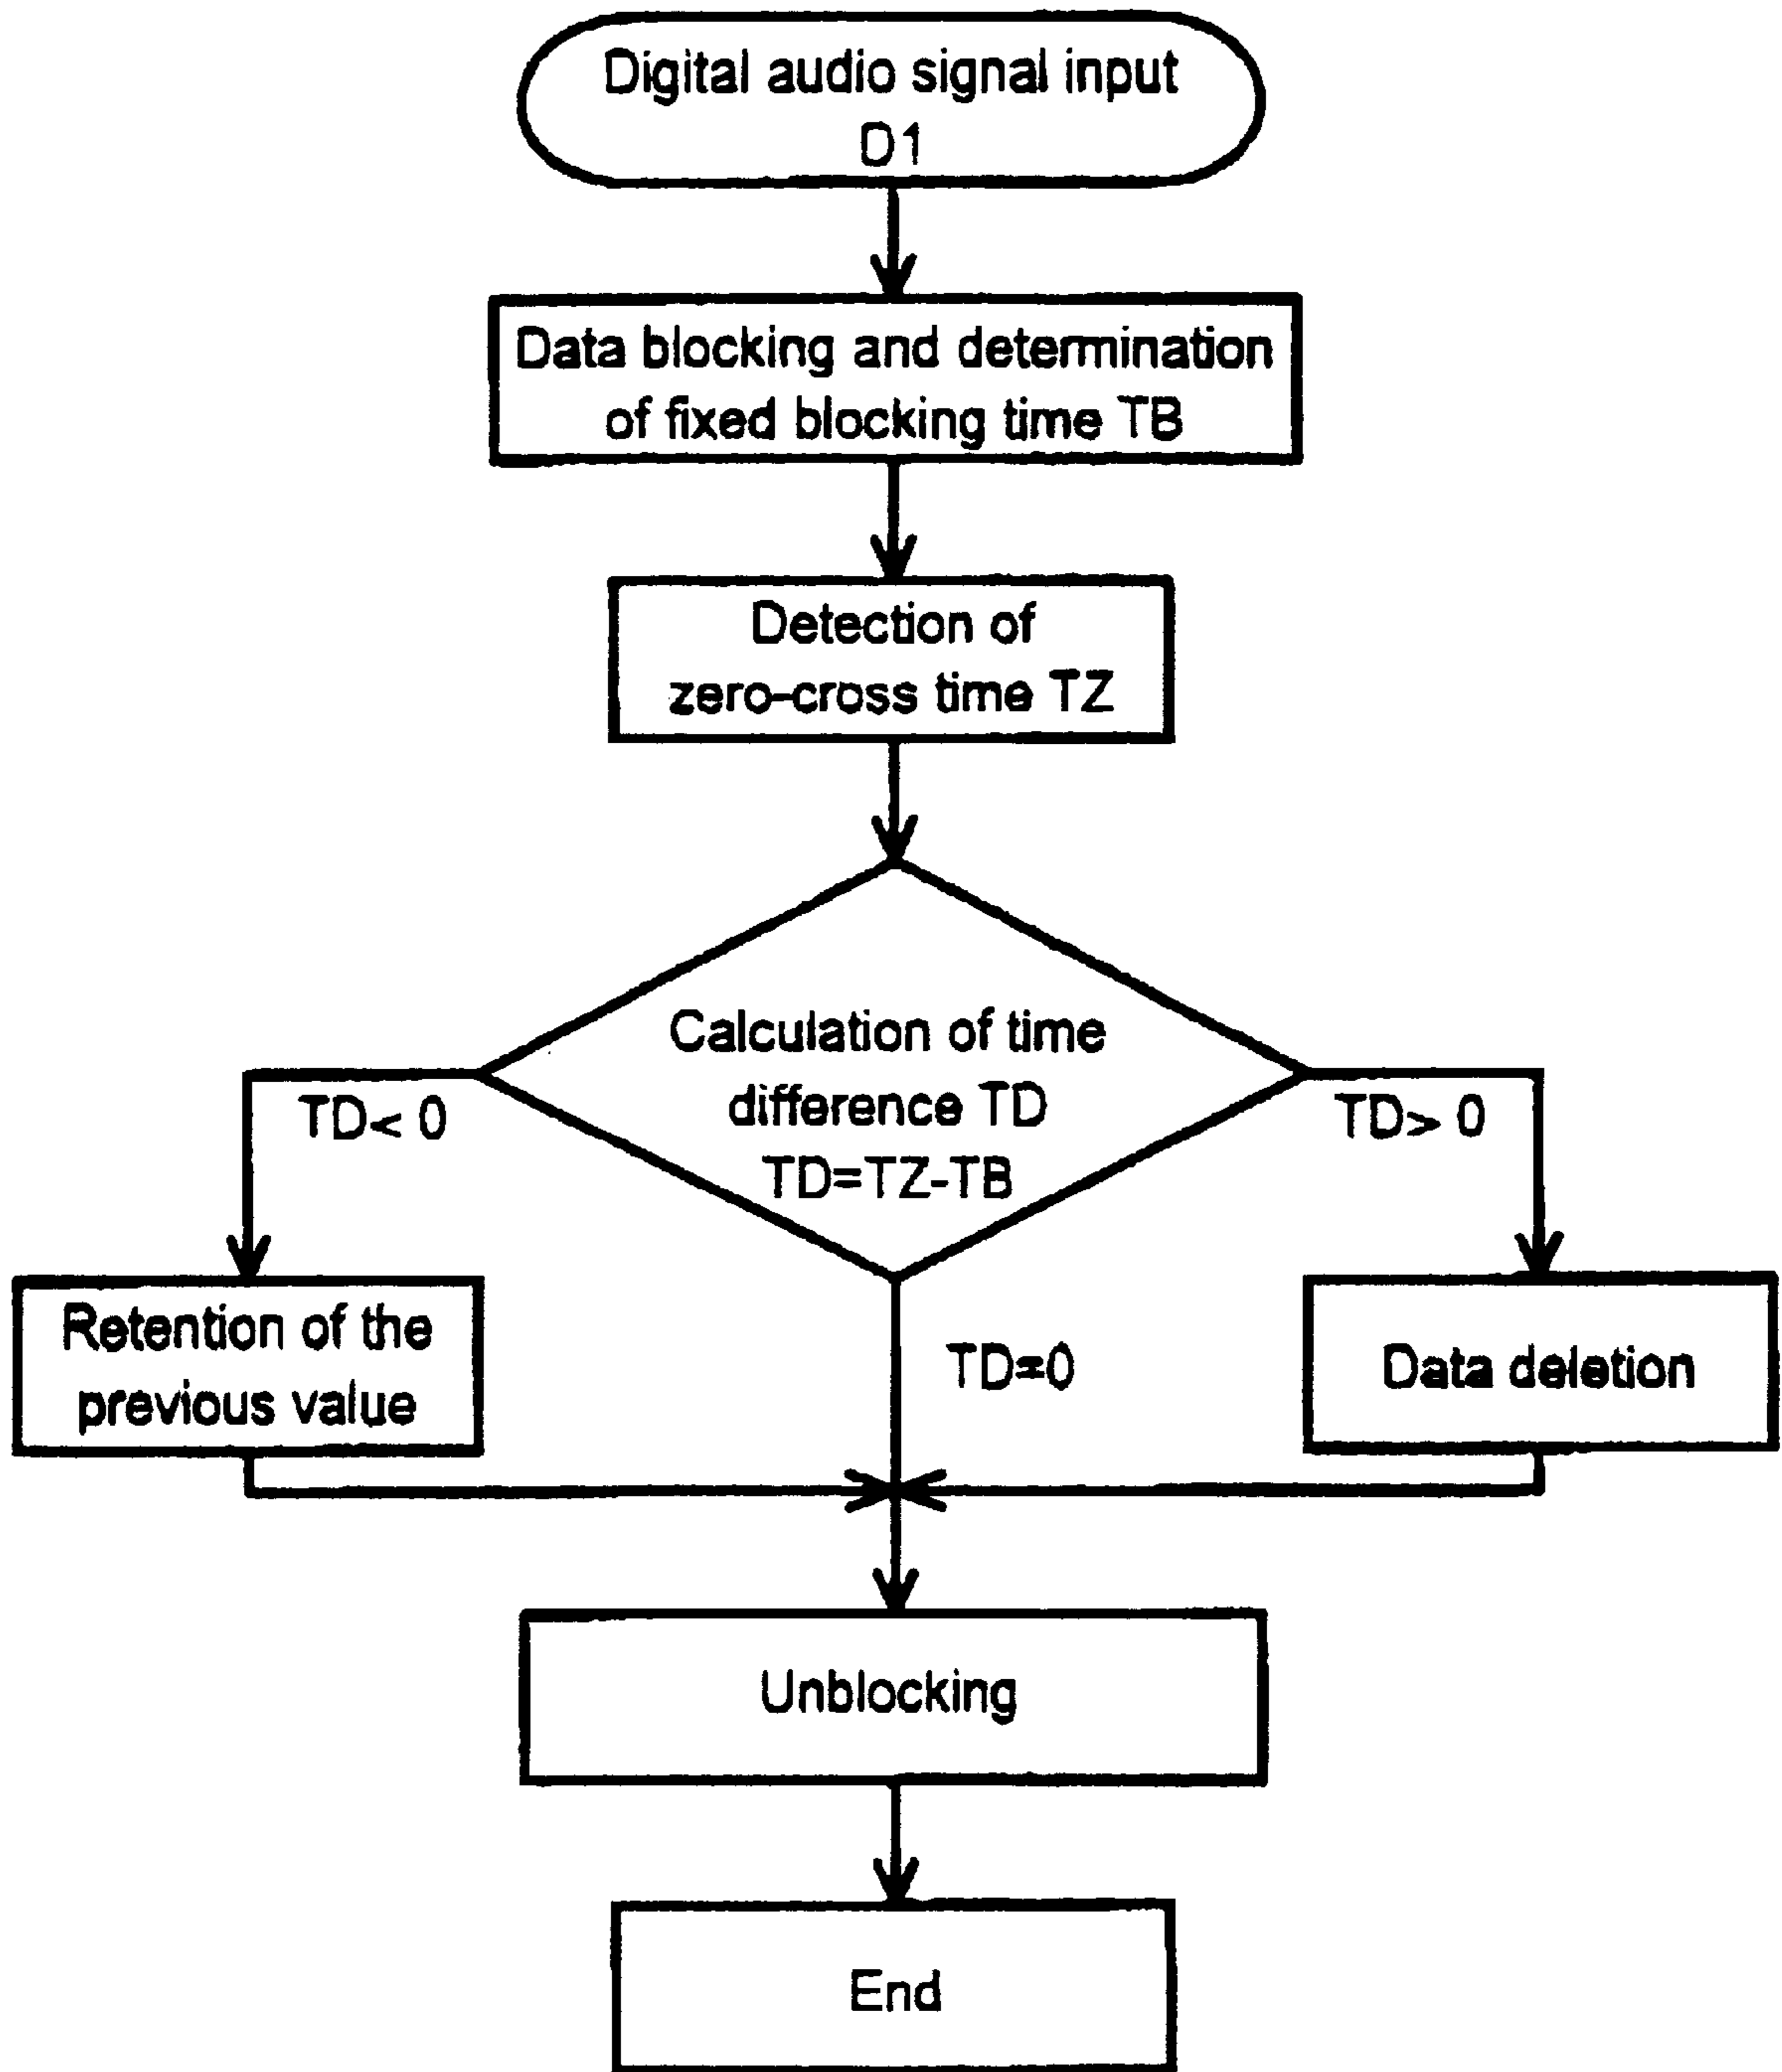 Digital audio signal input
D1
Data blocking and determination
of fixed blocking time TB
Detection of
zero-cross time TZ
Calculation of time
difference TD
TD=TZ-TB
TD< 0
TD> 0
TD=0
Retention of the
previous value
Data deletion
Unblocking
End